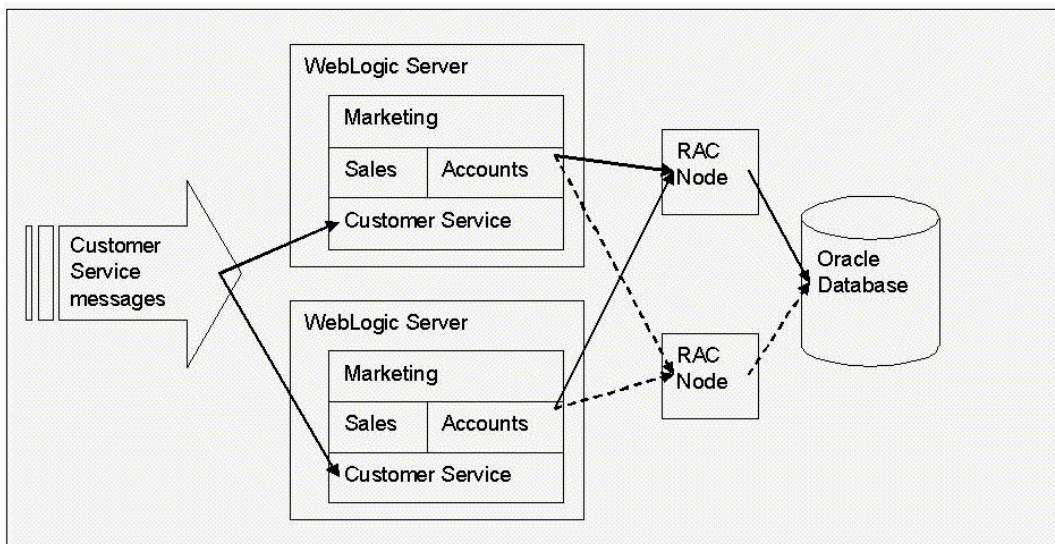 Customer
Service
messages
WebLogic Server
Marketing
Sales
Accounts
Customer Service
WebLogic Server
Marketing
Sales
Accounts
Customer Service
RAC
Node
RAC
Node
Oracle
Database